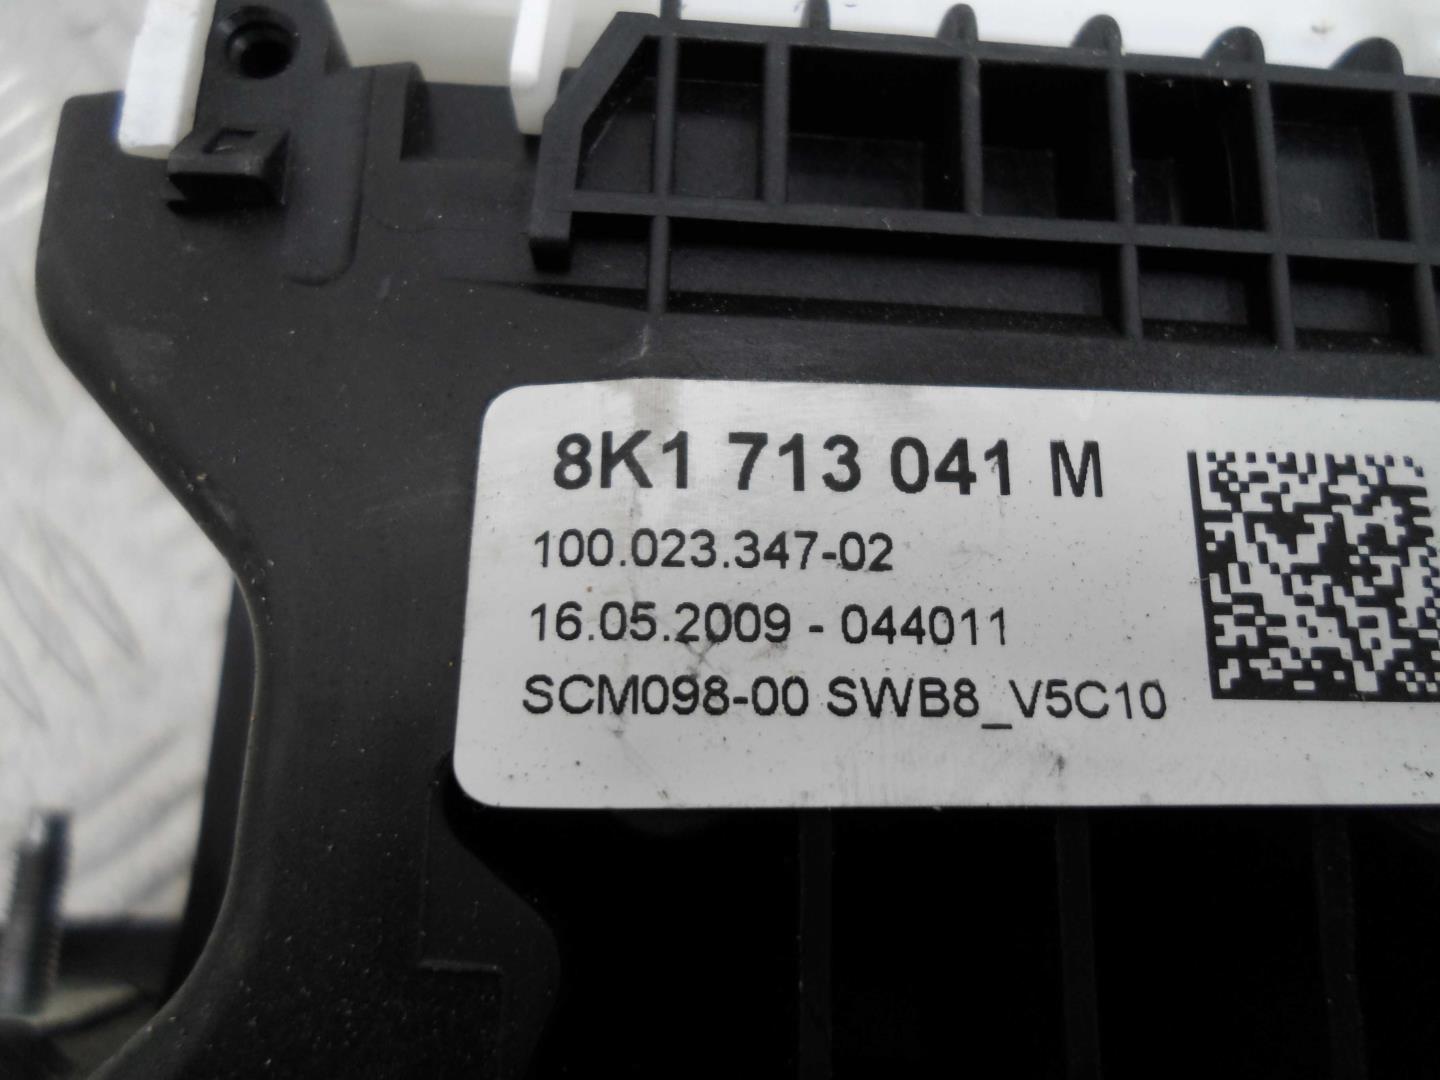 8K1 713 041 M
100.023.347-02
16.05.2009 - 044011
SCM098-00 SWB8_V5C10